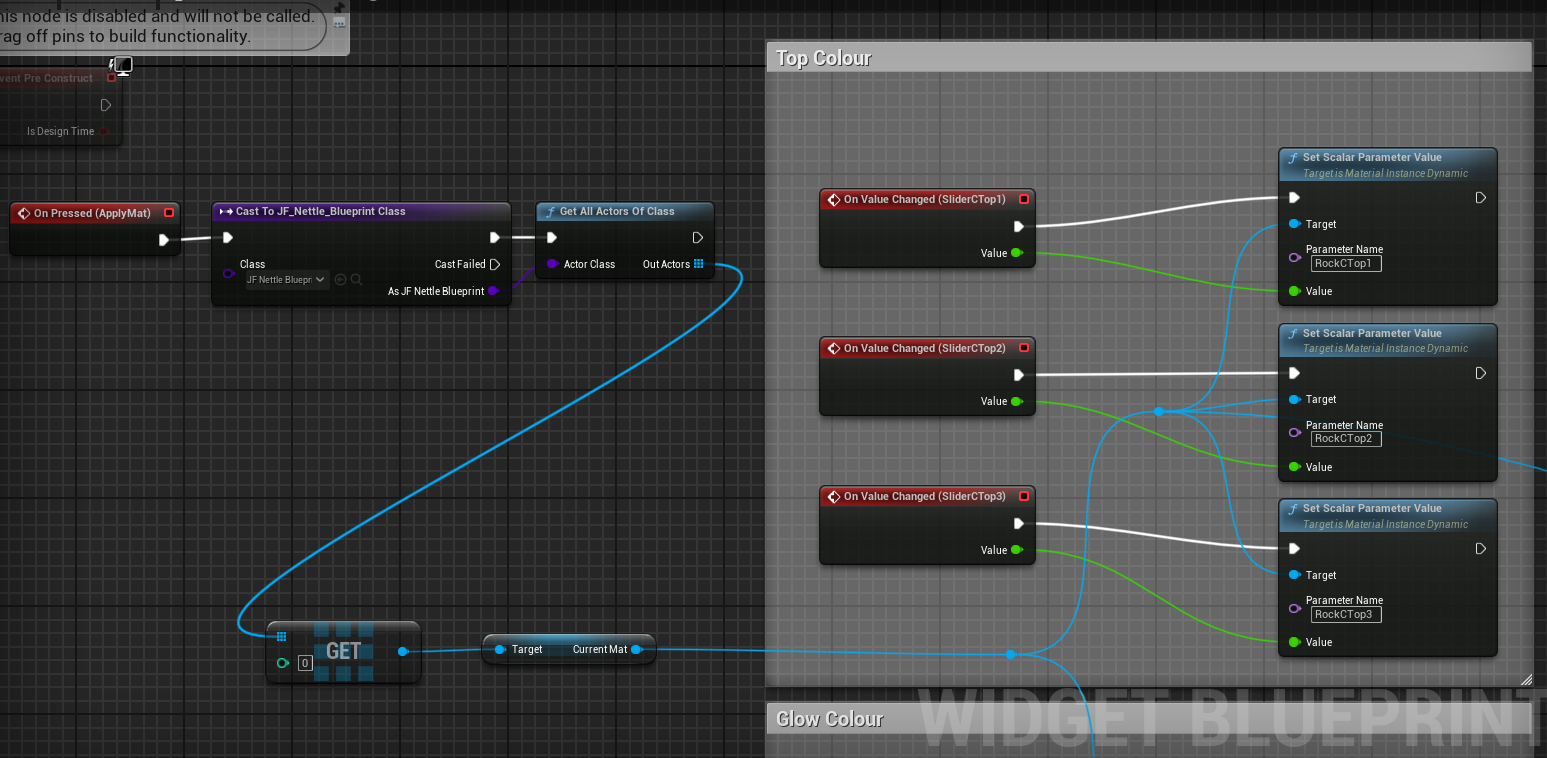 his node is disabled and will not be called.
rag off pins to build functionality.
vent Pre Construct
Is Design Time
On Pressed (ApplyMat)
Cast To JF_Nettle_Blueprint Class
Class
JF Nettle Bluepr
Cast Failed
As JF Nettle Blueprint
Get All Actors Of Class
Actor Class
Out Actors
GET
0
Target
Current Mat
Top Colour
On Value Changed (SliderCTop1)
Value
Set Scalar Parameter Value
Target is Material Instance Dynamic
Target
Parameter Name
RockCTop1
Value
On Value Changed (SliderCTop2)
Value
Set Scalar Parameter Value
Target is Material Instance Dynamic
Target
Parameter Name
RockCTop2
Value
On Value Changed (SliderCTop3)
Value
Set Scalar Parameter Value
Target is Material Instance Dynamic
Target
Parameter Name
RockCTop3
Value
Glow Colour
WIDGET BLUEPRINT